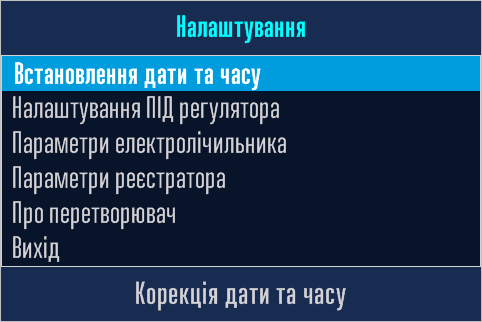 Налаштування
Встановлення дати та часу
Налаштування ПІД регулятора
Параметри електролічильника
Параметри реєстратора
Про перетворювач
Вихід
Корекція дати та часу